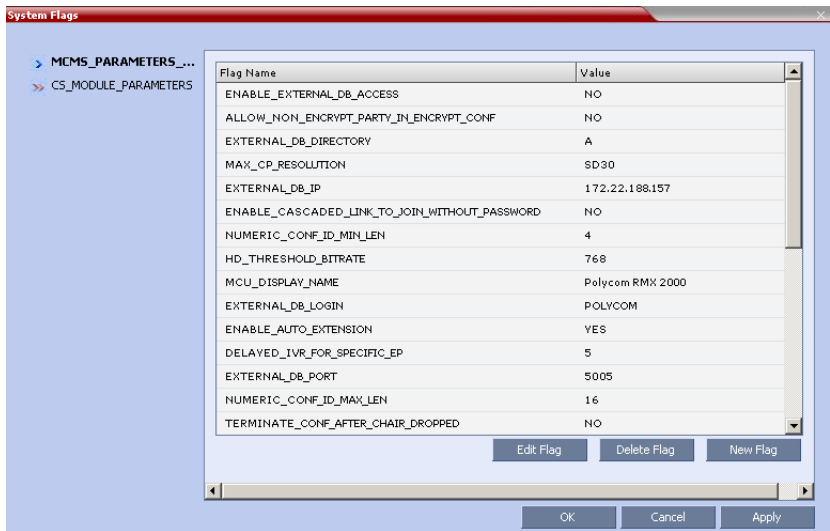 System Flags
MCMS_PARAMETERS_...
CS_MODULE_PARAMETERS
Flag Name Value
ENABLE_EXTERNAL_DB_ACCESS NO
ALLOW_NON_ENCRYPT_PARTY_IN_ENCRYPT_CONF NO
EXTERNAL_DB_DIRECTORY A
MAX_CP_RESOLUTION SD30
EXTERNAL_DB_IP 172.22.188.157
ENABLE_CASCADED_LINK_TO_JOIN_WITHOUT_PASSWORD NO
NUMERIC_CONF_ID_MIN_LEN 4
HD_THRESHOLD_BITRATE 768
MCU_DISPLAY_NAME Polycom RMX 2000
EXTERNAL_DB_LOGIN POLYCOM
ENABLE_AUTO_EXTENSION YES
DELAYED_IVR_FOR_SPECIFIC_EP 5
EXTERNAL_DB_PORT 5005
NUMERIC_CONF_ID_MAX_LEN 16
TERMINATE_CONF_AFTER_CHAIR_DROPPED NO
Edit Flag Delete Flag New Flag
OK Cancel Apply